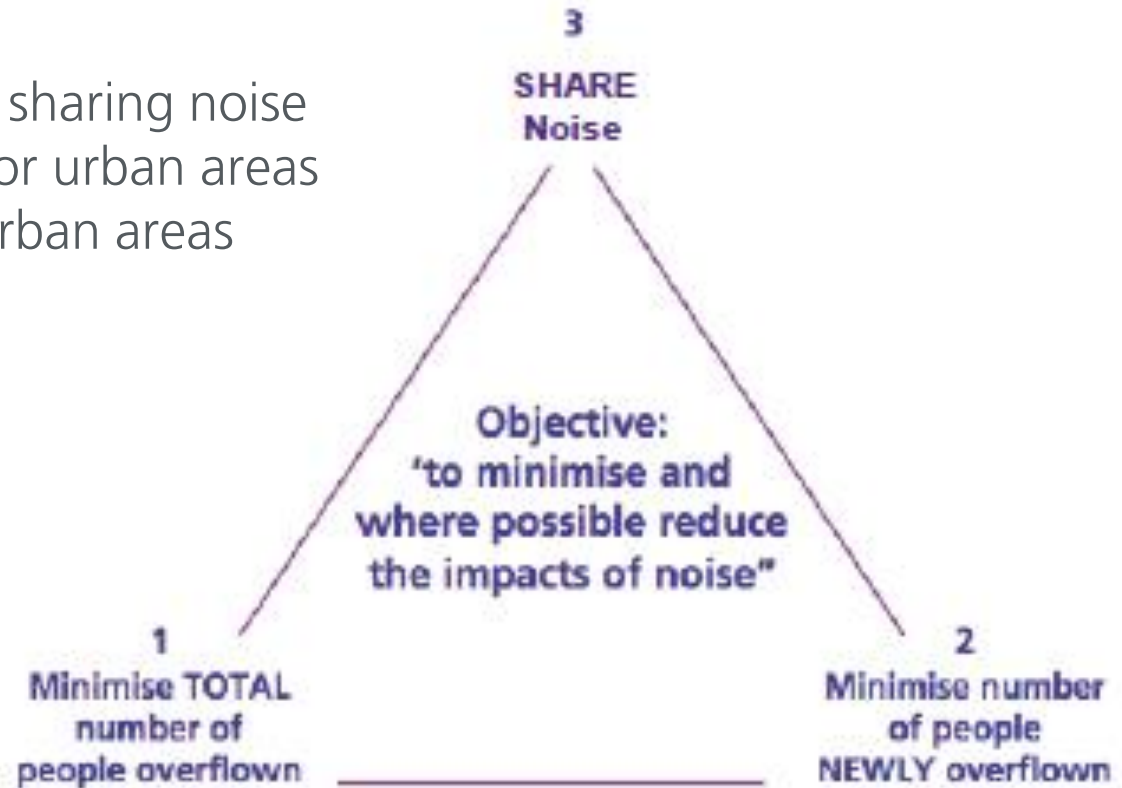 sharing noise
or urban areas
rban areas
3
SHARE
Noise
Objective:
'to minimise and
where possible reduce
the impacts of noise"
1
Minimise TOTAL
number of
people overflown
2
Minimise number
of people
NEWLY overflown